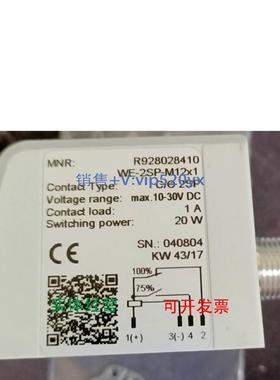 MNR: R928028410
WE-2SP-M12x1
销售+V:vip520yx
Contact Type: C/O 2SP
Voltage range: max.10-30V DC
Contact load: 1 A
Switching power: 20 W
SN.: 040804
KW 43/17
CE
100%
75%
实体经营
可开发票
1(+) 3(-) 4 2